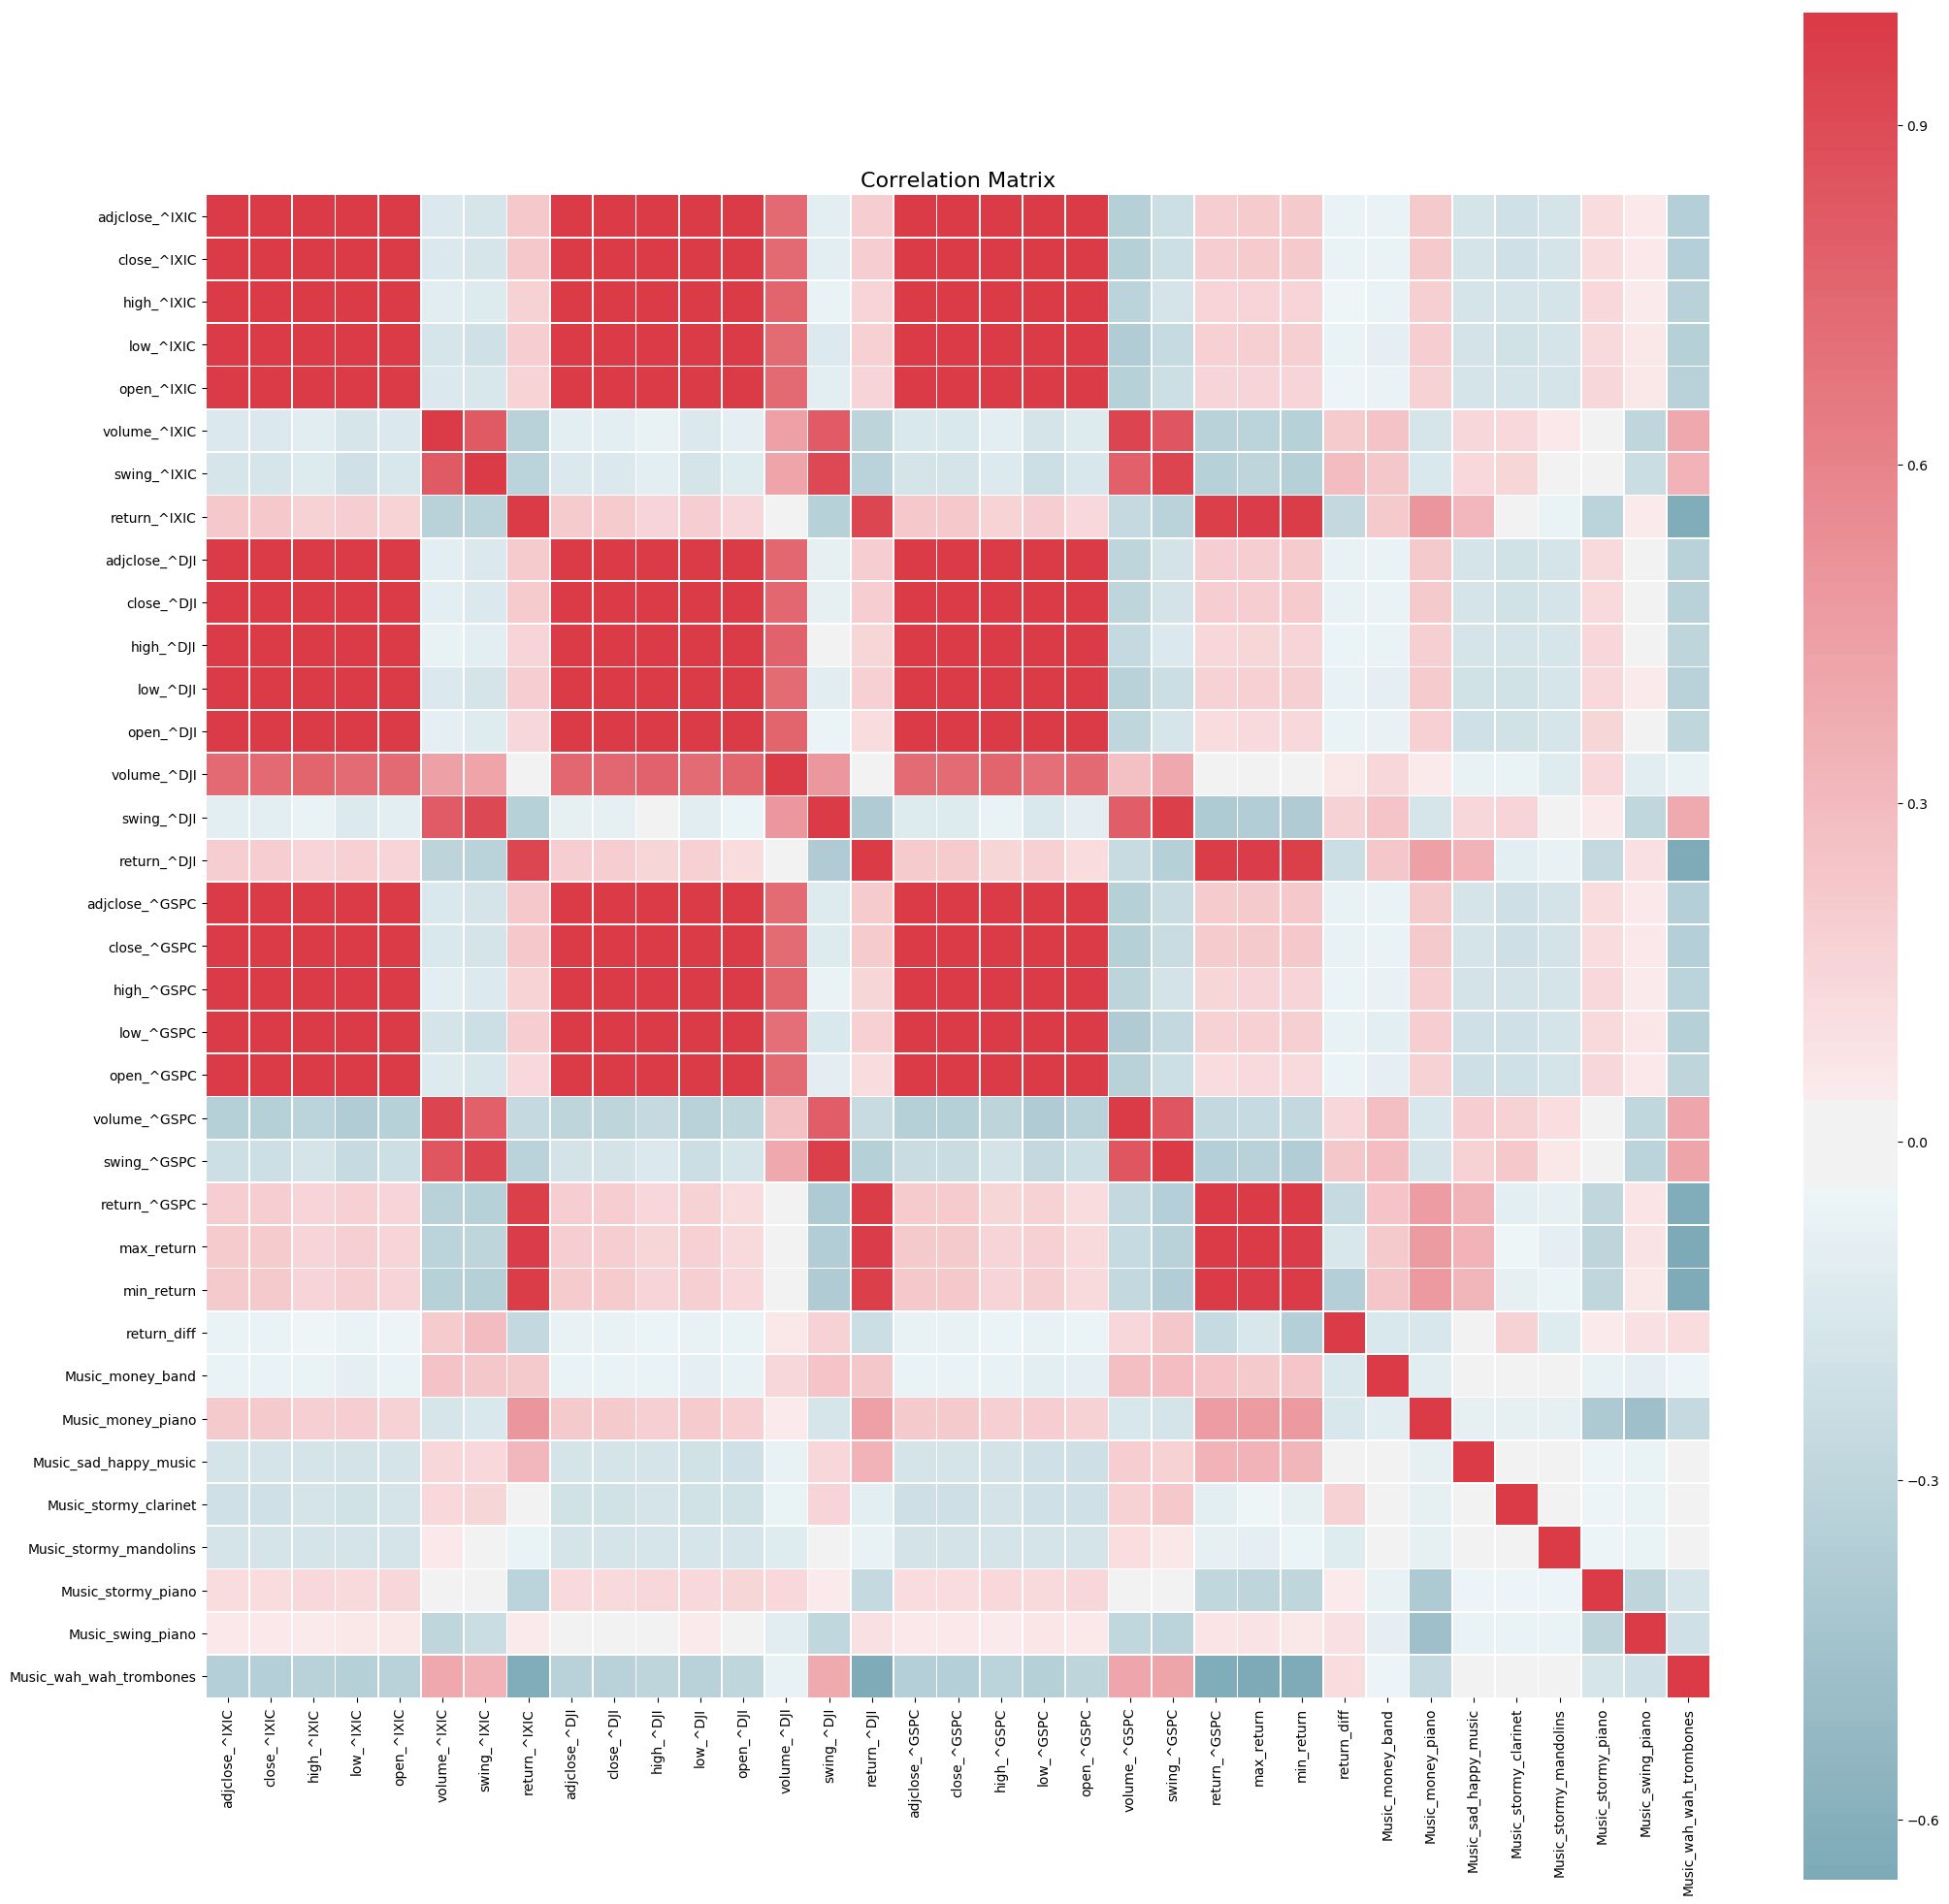 Correlation Matrix
adjclose_^IXIC
close_^IXIC
high_^IXIC
low_^IXIC
open_^IXIC
volume_^IXIC
swing_^IXIC
return_^IXIC
adjclose_^DJI
close_^DJI
high_^DJI
low_^DJI
open_^DJI
volume_^DJI
swing_^DJI
return_^DJI
adjclose_^GSPC
close_^GSPC
high_^GSPC
low_^GSPC
open_^GSPC
volume_^GSPC
swing_^GSPC
return_^GSPC
max_return
min_return
return_diff
Music_money_band
Music_money_piano
Music_sad_happy_music
Music_stormy_clarinet
Music_stormy_mandolins
Music_stormy_piano
Music_swing_piano
Music_wah_wah_trombones
adjclose_^IXIC
close_^IXIC
high_^IXIC
low_^IXIC
open_^IXIC
volume_^IXIC
swing_^IXIC
return_^IXIC
adjclose_^DJI
close_^DJI
high_^DJI
low_^DJI
open_^DJI
volume_^DJI
swing_^DJI
return_^DJI
adjclose_^GSPC
close_^GSPC
high_^GSPC
low_^GSPC
open_^GSPC
volume_^GSPC
swing_^GSPC
return_^GSPC
max_return
min_return
return_diff
Music_money_band
Music_money_piano
Music_sad_happy_music
Music_stormy_clarinet
Music_stormy_mandolins
Music_stormy_piano
Music_swing_piano
Music_wah_wah_trombones
0.9
0.6
0.3
0.0
−0.3
−0.6